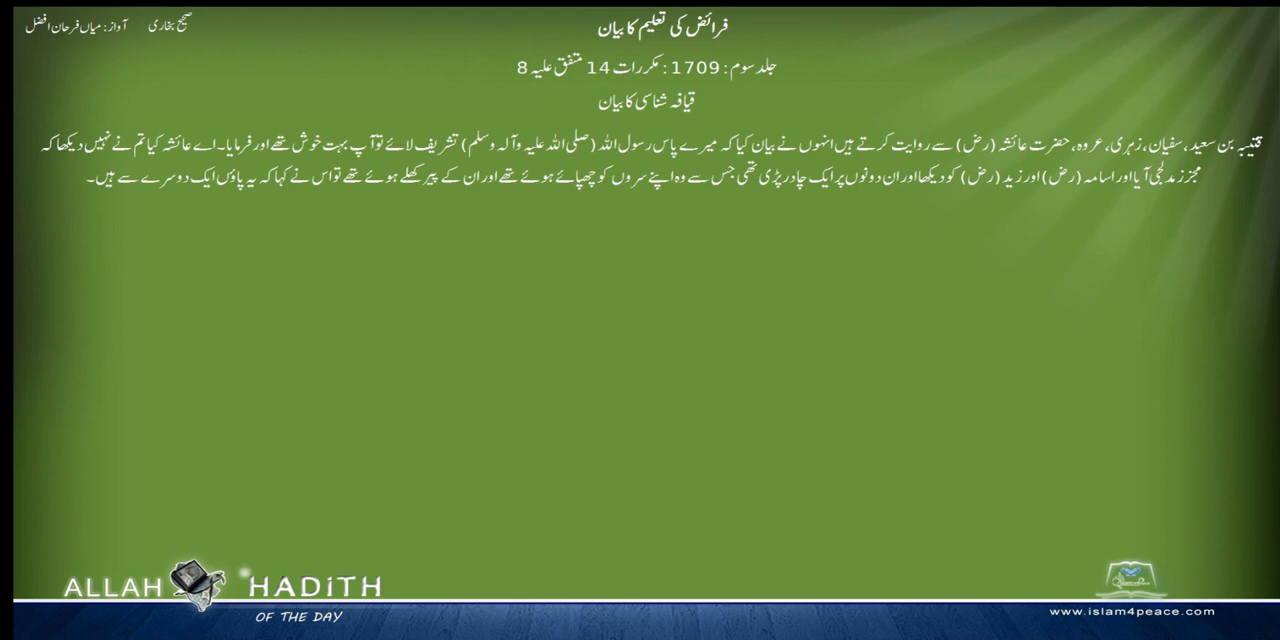 صحیح بخاری آواز: میاں فرحان افضل
فرائض کی تعلیم کا بیان
جلد سوم : 1709 : مکررات 14 متفق علیہ 8
قیافہ شناسی کا بیان
قتیبہ بن سعید، سفیان، زہری، عروہ، حضرت عائشہ (رض) سے روایت کرتے ہیں انہوں نے بیان کیا کہ میرے پاس رسول اللہ (صلی اللہ علیہ وآلہ وسلم) تشریف لائے تو آپ بہت خوش تھے اور فرمایا۔ اے عائشہ کیا تم نے نہیں دیکھا کہ
مجزز مدلجی آیا اور اسامہ (رض) اور زید (رض) کو دیکھا اور ان دونوں پر ایک چادر پڑی تھی جس سے وہ اپنے سروں کو چھپائے ہوئے تھے اور ان کے پیر کھلے ہوئے تھے تو اس نے کہا کہ یہ پاؤں ایک دوسرے سے ہیں۔
ALLAH HADITH
OF THE DAY
www.islam4peace.com